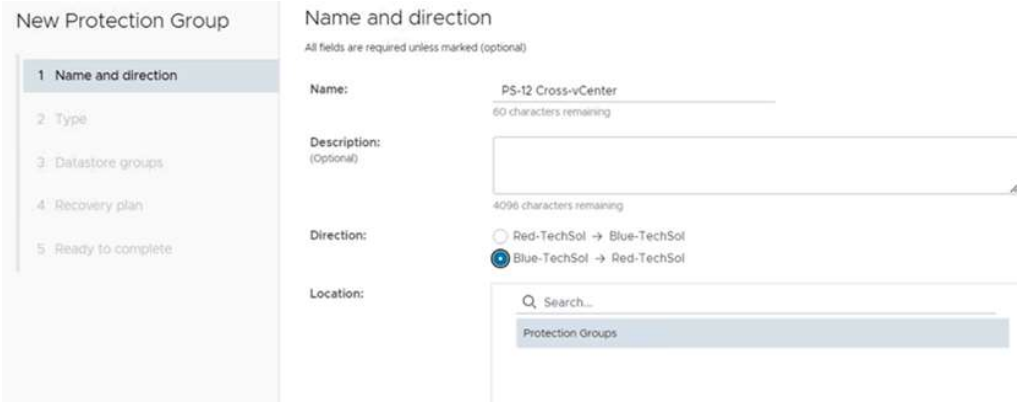 New Protection Group
1 Name and direction
2 Type
3 Datastore groups
4 Recovery plan
5 Ready to complete
Name and direction
All fields are required unless marked (optional)
Name:
PS-12 Cross-vCenter
60 characters remaining
Description:
(Optional)
4096 characters remaining
Direction:
Red-TechSol → Blue-TechSol
Blue-TechSol → Red-TechSol
Location:
Search...
Protection Groups